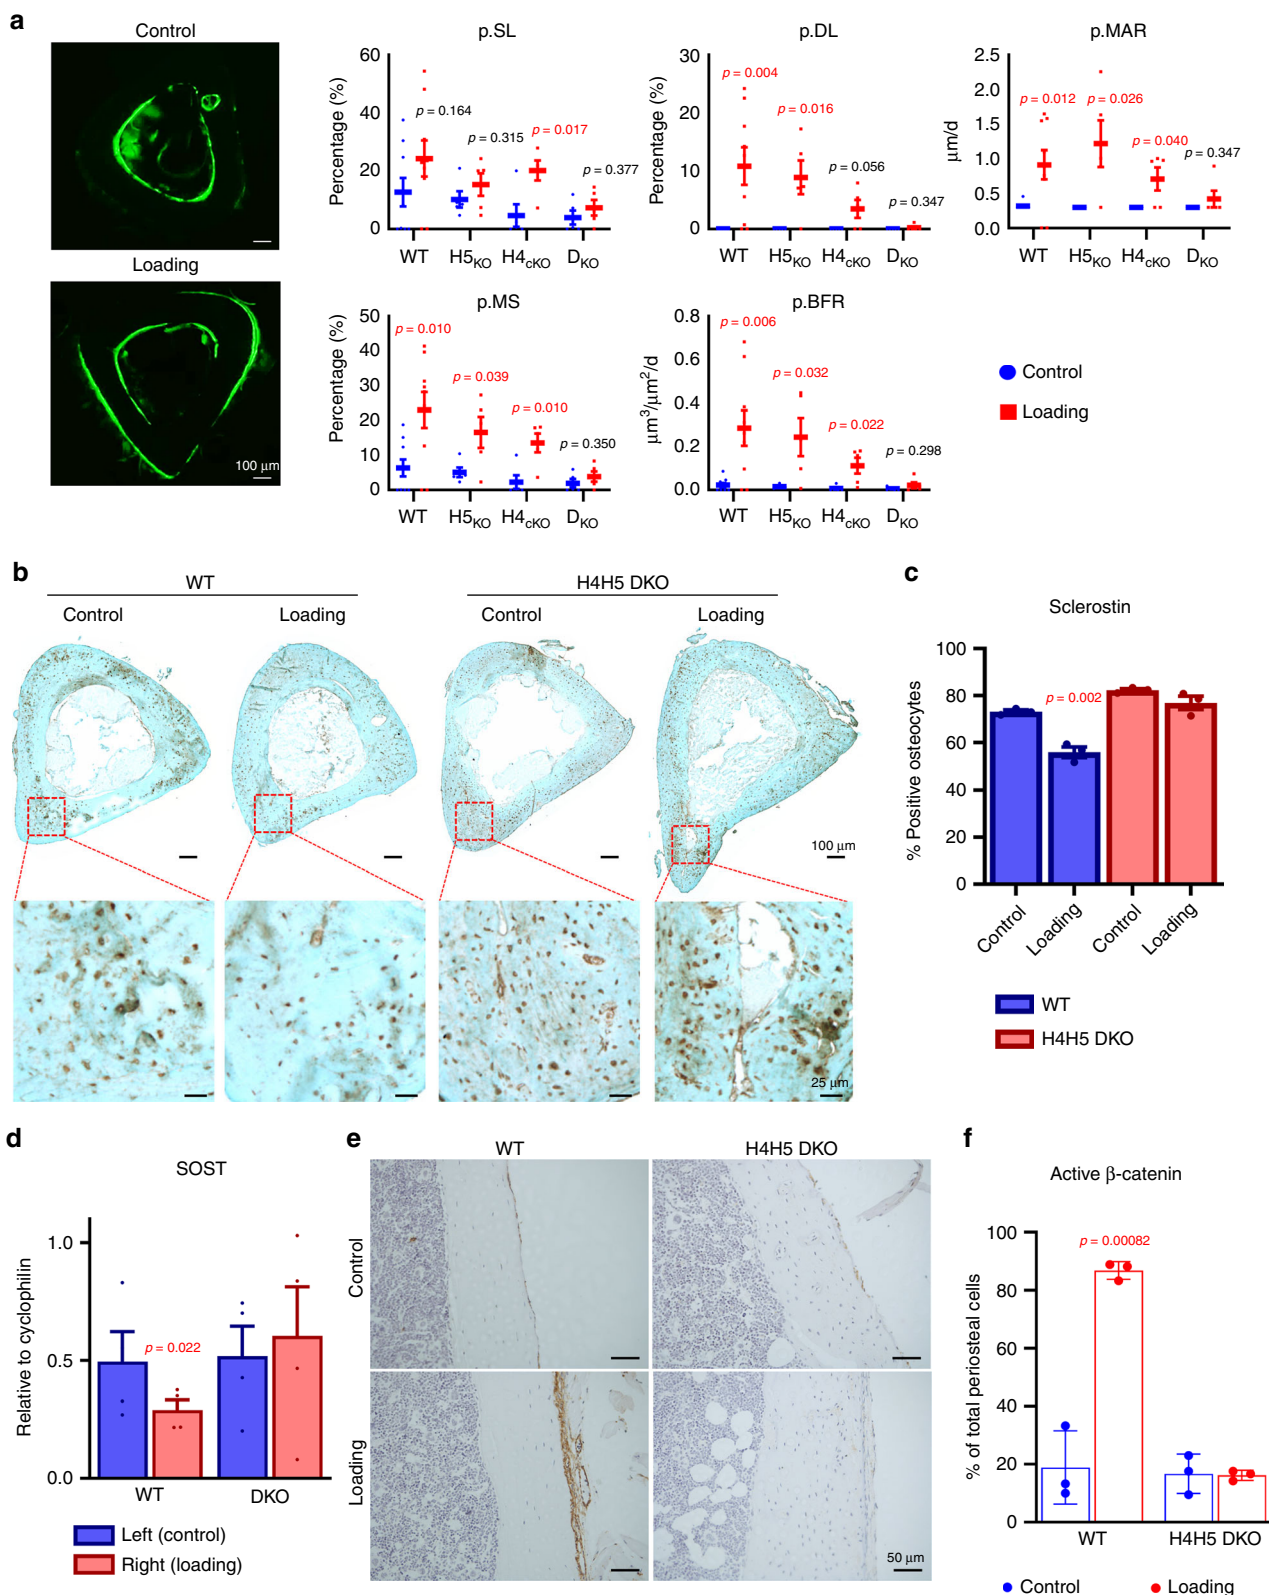 a
Control
Loading
100 μm
p.SL
Percentage (%)
60
40
20
0
p = 0.164
p = 0.315
p = 0.017
p = 0.377
WT
H5KO
H4cKO
DKO
p.DL
Percentage (%)
30
20
10
0
p = 0.004
p = 0.016
p = 0.056
p = 0.347
WT
H5KO
H4cKO
DKO
p.MAR
μm/d
2.5
2.0
1.5
1.0
0.5
0.0
p = 0.012
p = 0.026
p = 0.040
p = 0.347
WT
H5KO
H4cKO
DKO
p.MS
Percentage (%)
50
40
30
20
10
0
p = 0.010
p = 0.039
p = 0.010
p = 0.350
WT
H5KO
H4cKO
DKO
p.BFR
μm3/μm2/d
0.8
0.6
0.4
0.2
0.0
p = 0.006
p = 0.032
p = 0.022
p = 0.298
WT
H5KO
H4cKO
DKO
Control
Loading
b
WT
H4H5 DKO
Control
Loading
Control
Loading
100 μm
25 μm
c
Sclerostin
% Positive osteocytes
100
80
60
40
20
0
p = 0.002
Control
Loading
Control
Loading
WT
H4H5 DKO
d
SOST
Relative to cyclophilin
1.0
0.5
0.0
p = 0.022
WT
DKO
Left (control)
Right (loading)
e
WT
H4H5 DKO
Control
Loading
50 μm
f
Active β-catenin
% of total periosteal cells
100
80
60
40
20
0
p = 0.00082
WT
H4H5 DKO
Control
Loading